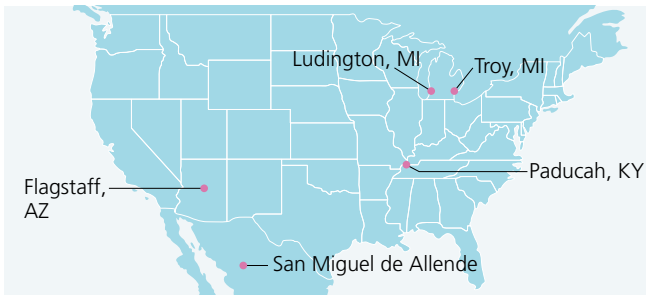 Ludington, MI
Troy, MI
Paducah, KY
Flagstaff,
AZ
San Miguel de Allende